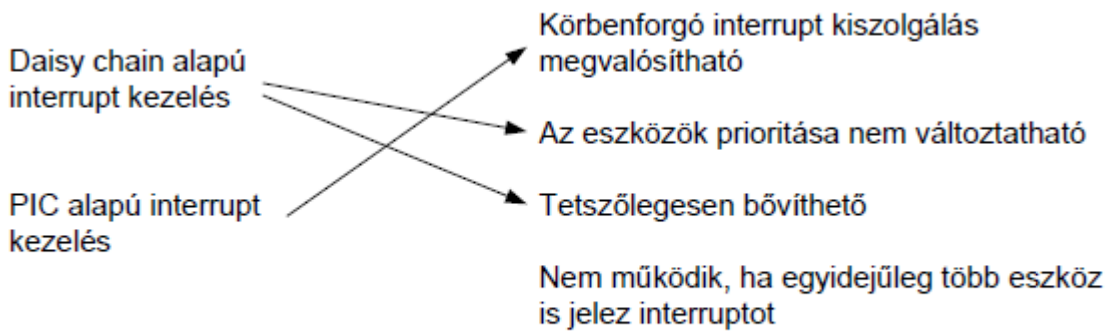 Daisy chain alapú
interrupt kezelés
PIC alapú interrupt
kezelés
Körbenforgó interrupt kiszolgálás
megvalósítható
Az eszközök prioritása nem változtatható
Tetszőlegesen bővíthető
Nem működik, ha egyidejűleg több eszköz
is jelez interruptot